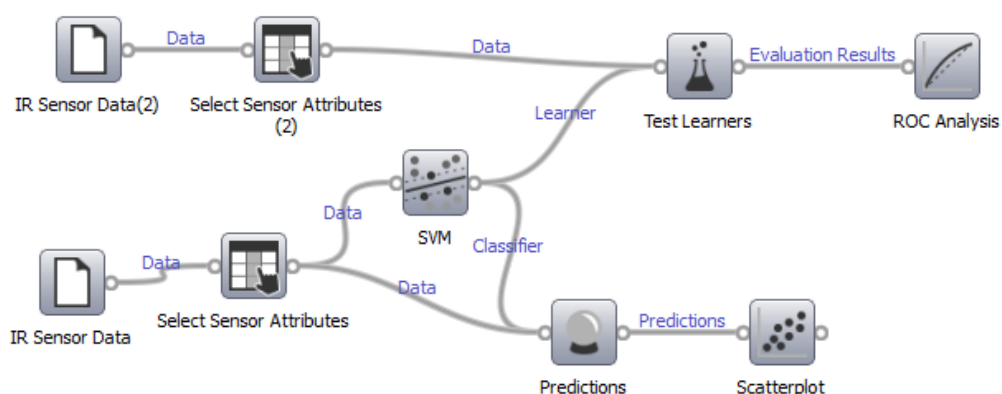 Data
Data
Evaluation Results
IR Sensor Data(2)
Select Sensor Attributes
(2)
Test Learners
ROC Analysis
Learner
Data
SVM
Classifier
Data
Data
IR Sensor Data
Select Sensor Attributes
Predictions
Predictions
Scatterplot